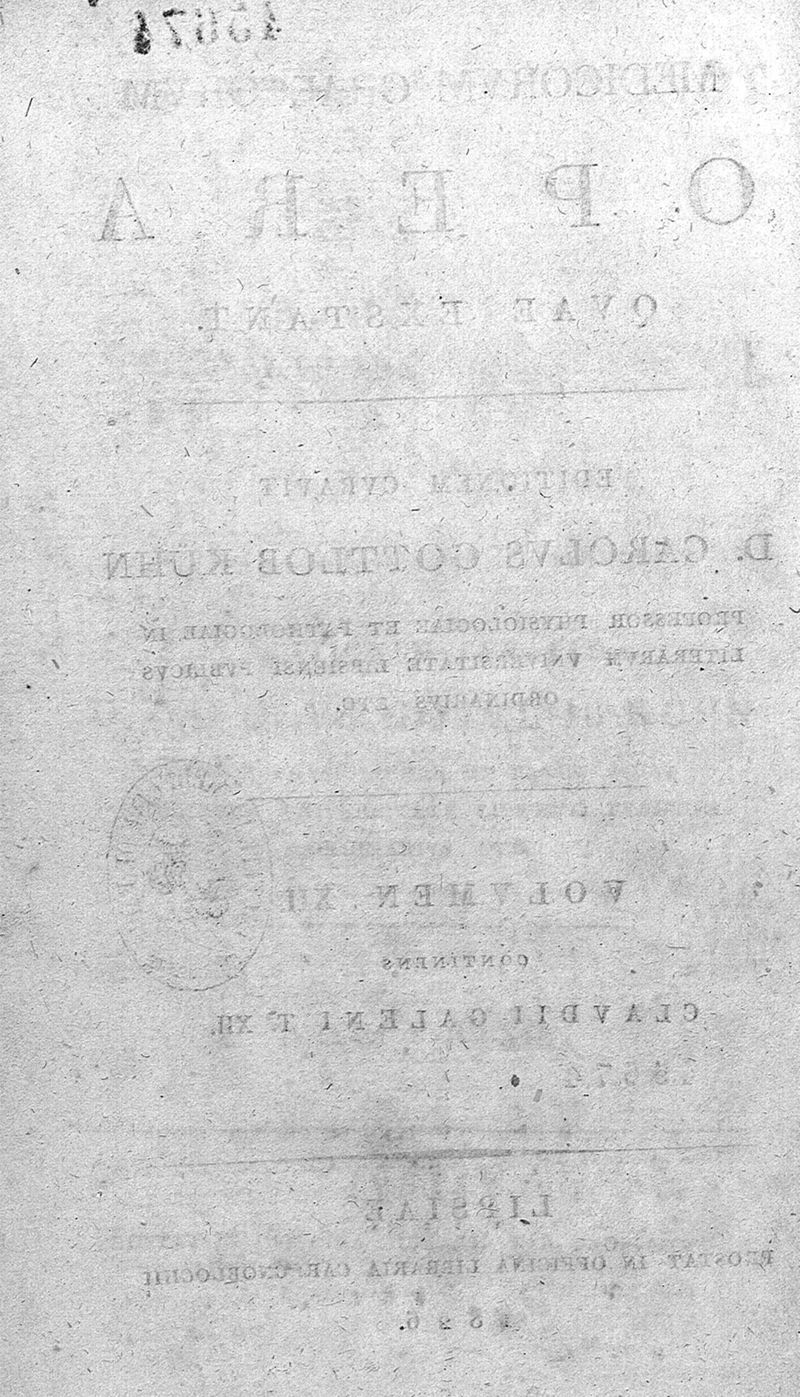 MEDICORVM GRAECORVM
OPERA
QVAE EXSTANT.
EDITIONEM CVRAVIT
D. CAROLVS GOTTLOB KÜHN
PROFESSOR PHYSIOLOGIAE ET PATHOLOGIAE IN
LITERARVM VNIVERSITATE LIPSIENSI PVBLICVS
ORDINARIVS ETC.
VOLVMEN XII
CONTINENS
CLAVDII GALENI T. XII.
LIPSIAE
PROSTAT IN OFFICINA LIBRARIA CAR. CNOBLOCHII
1826.